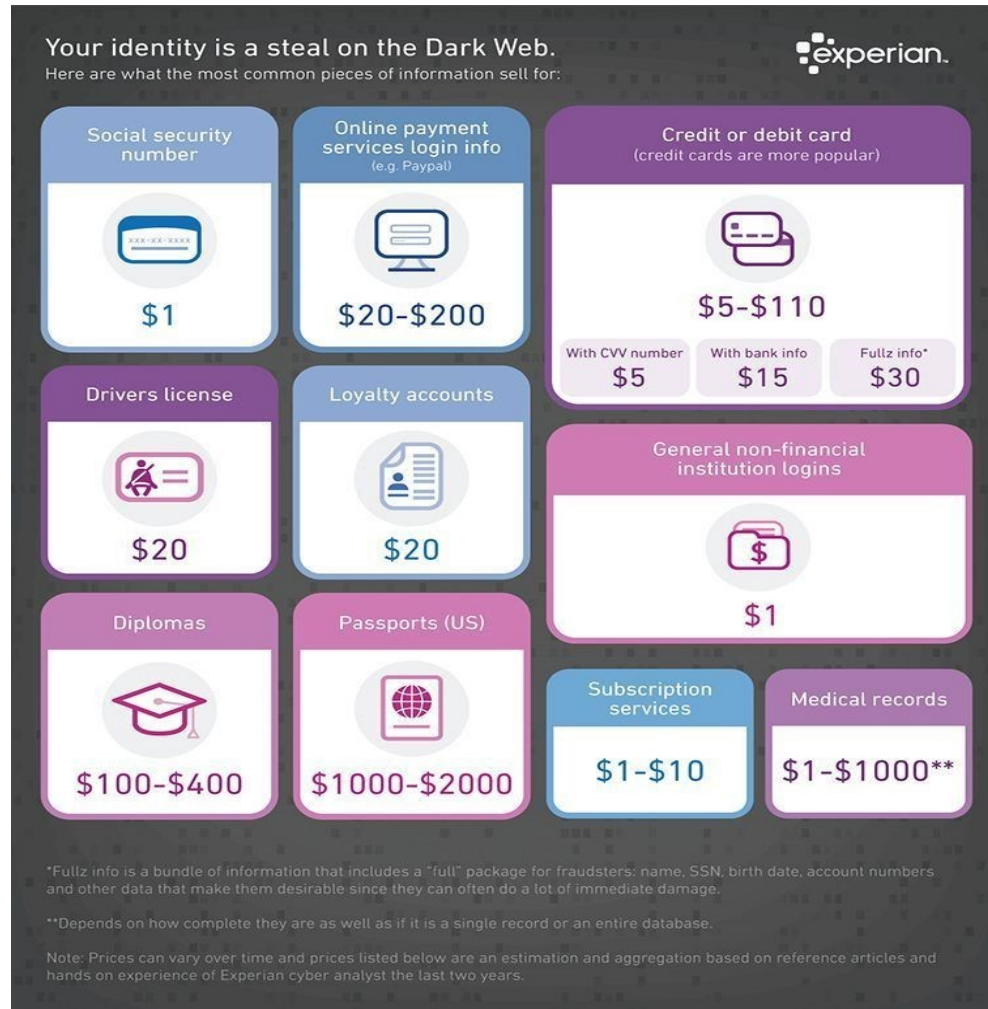 Your identity is a steal on the Dark Web.
Here are what the most common pieces of information sell for:
experian™
Social security
number
xxx-xx-xxxx
$1
Online payment
services login info
(e.g. Paypal)
$20-$200
Credit or debit card
(credit cards are more popular)
$5-$110
With CVV number
$5
With bank info
$15
Fullz info*
$30
Drivers license
$20
Loyalty accounts
$20
General non-financial
institution logins
$
$1
Diplomas
$100-$400
Passports (US)
$1000-$2000
Subscription
services
$1-$10
Medical records
$1-$1000**
*Fullz info is a bundle of information that includes a "full" package for fraudsters: name, SSN, birth date, account numbers
and other data that make them desirable since they can often do a lot of immediate damage.
**Depends on how complete they are as well as if it is a single record or an entire database.
Note: Prices can vary over time and prices listed below are an estimation and aggregation based on reference articles and
hands on experience of Experian cyber analyst the last two years.